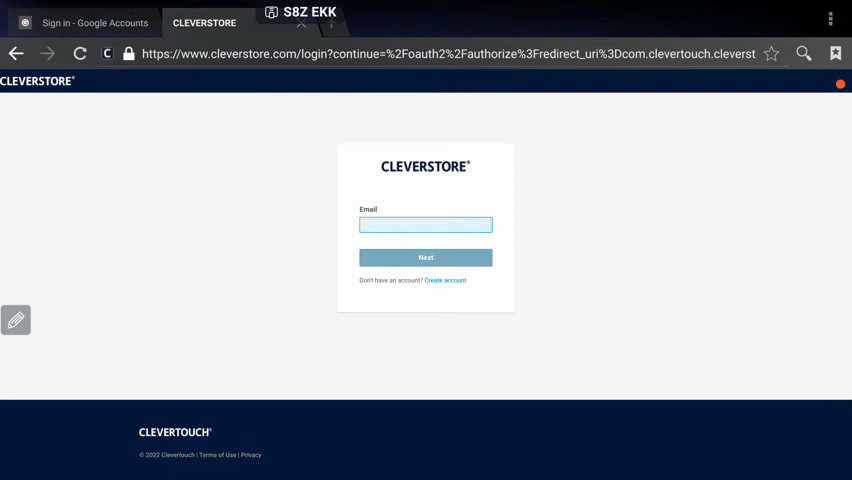 S8Z EKK
Sign in - Google Accounts
CLEVERSTORE
https://www.cleverstore.com/login?continue=%2Foauth2%2Fauthorize%3Fredirect_uri%3Dcom.clevertouch.cleverst
CLEVERSTORE®
CLEVERSTORE®
Email
Next
Don't have an account? Create account
CLEVERTOUCH®
© 2022 Clevertouch | Terms of Use | Privacy